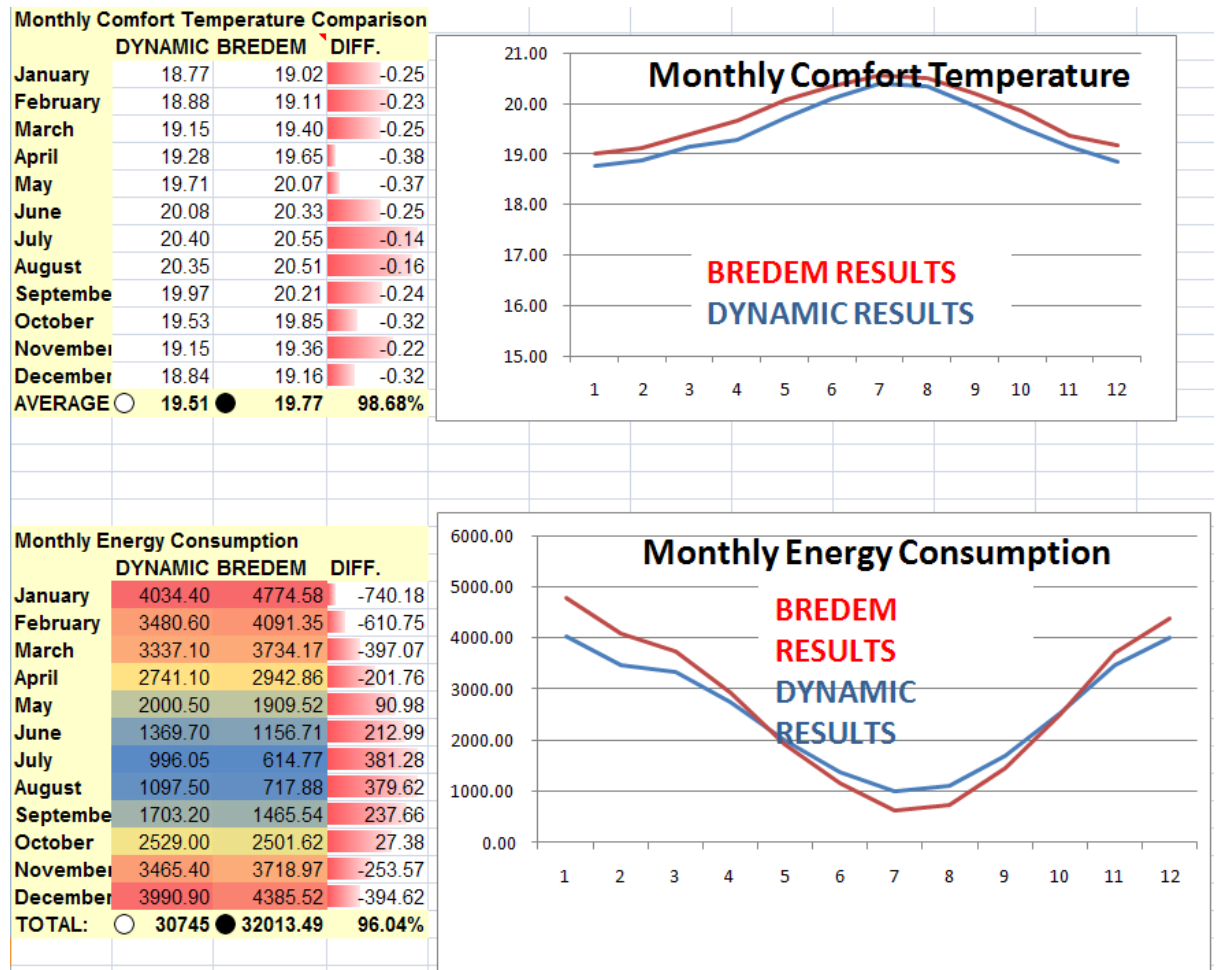 Monthly Comfort Temperature Comparison
DYNAMIC BREDEM DIFF.
January 18.77 19.02 -0.25
February 18.88 19.11 -0.23
March 19.15 19.40 -0.25
April 19.28 19.65 -0.38
May 19.71 20.07 -0.37
June 20.08 20.33 -0.25
July 20.40 20.55 -0.14
August 20.35 20.51 -0.16
Septembe 19.97 20.21 -0.24
October 19.53 19.85 -0.32
November 19.15 19.36 -0.22
December 18.84 19.16 -0.32
AVERAGE 19.51 19.77 98.68%
Monthly Comfort Temperature
21.00
20.00
19.00
18.00
17.00
16.00
15.00
BREDEM RESULTS
DYNAMIC RESULTS
1 2 3 4 5 6 7 8 9 10 11 12
Monthly Energy Consumption
DYNAMIC BREDEM DIFF.
January 4034.40 4774.58 -740.18
February 3480.60 4091.35 -610.75
March 3337.10 3734.17 -397.07
April 2741.10 2942.86 -201.76
May 2000.50 1909.52 90.98
June 1369.70 1156.71 212.99
July 996.05 614.77 381.28
August 1097.50 717.88 379.62
Septembe 1703.20 1465.54 237.66
October 2529.00 2501.62 27.38
November 3465.40 3718.97 -253.57
December 3990.90 4385.52 -394.62
TOTAL: 30745 32013.49 96.04%
Monthly Energy Consumption
6000.00
5000.00
4000.00
3000.00
2000.00
1000.00
0.00
BREDEM
RESULTS
DYNAMIC
RESULTS
1 2 3 4 5 6 7 8 9 10 11 12